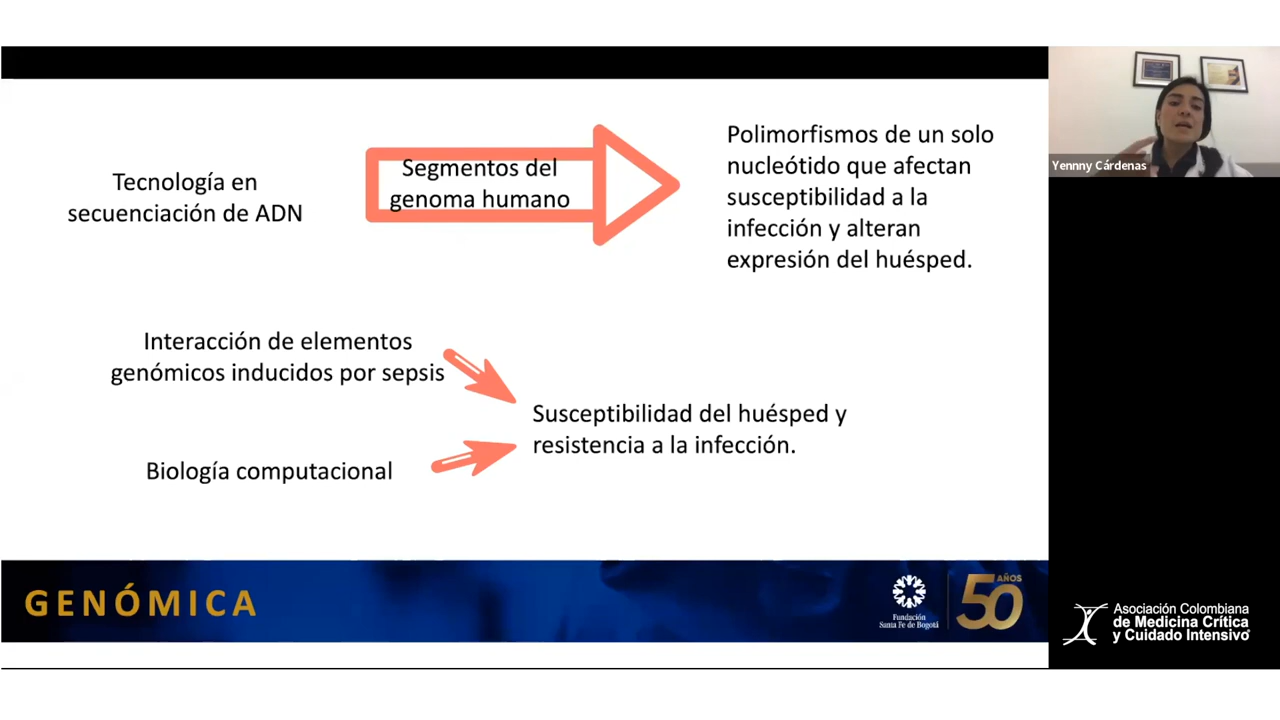 Tecnología en
secuenciación de ADN
Segmentos del
genoma humano
Polimorfismos de un solo
nucleótido que afectan
susceptibilidad a la
infección y alteran
expresión del huésped.
Interacción de elementos
genómicos inducidos por sepsis
Biología computacional
Susceptibilidad del huésped y
resistencia a la infección.
GENÓMICA
Fundación
Santa Fe de Bogotá
50 AÑOS
Yennny Cárdenas
Asociación Colombiana
de Medicina Crítica
y Cuidado Intensivo